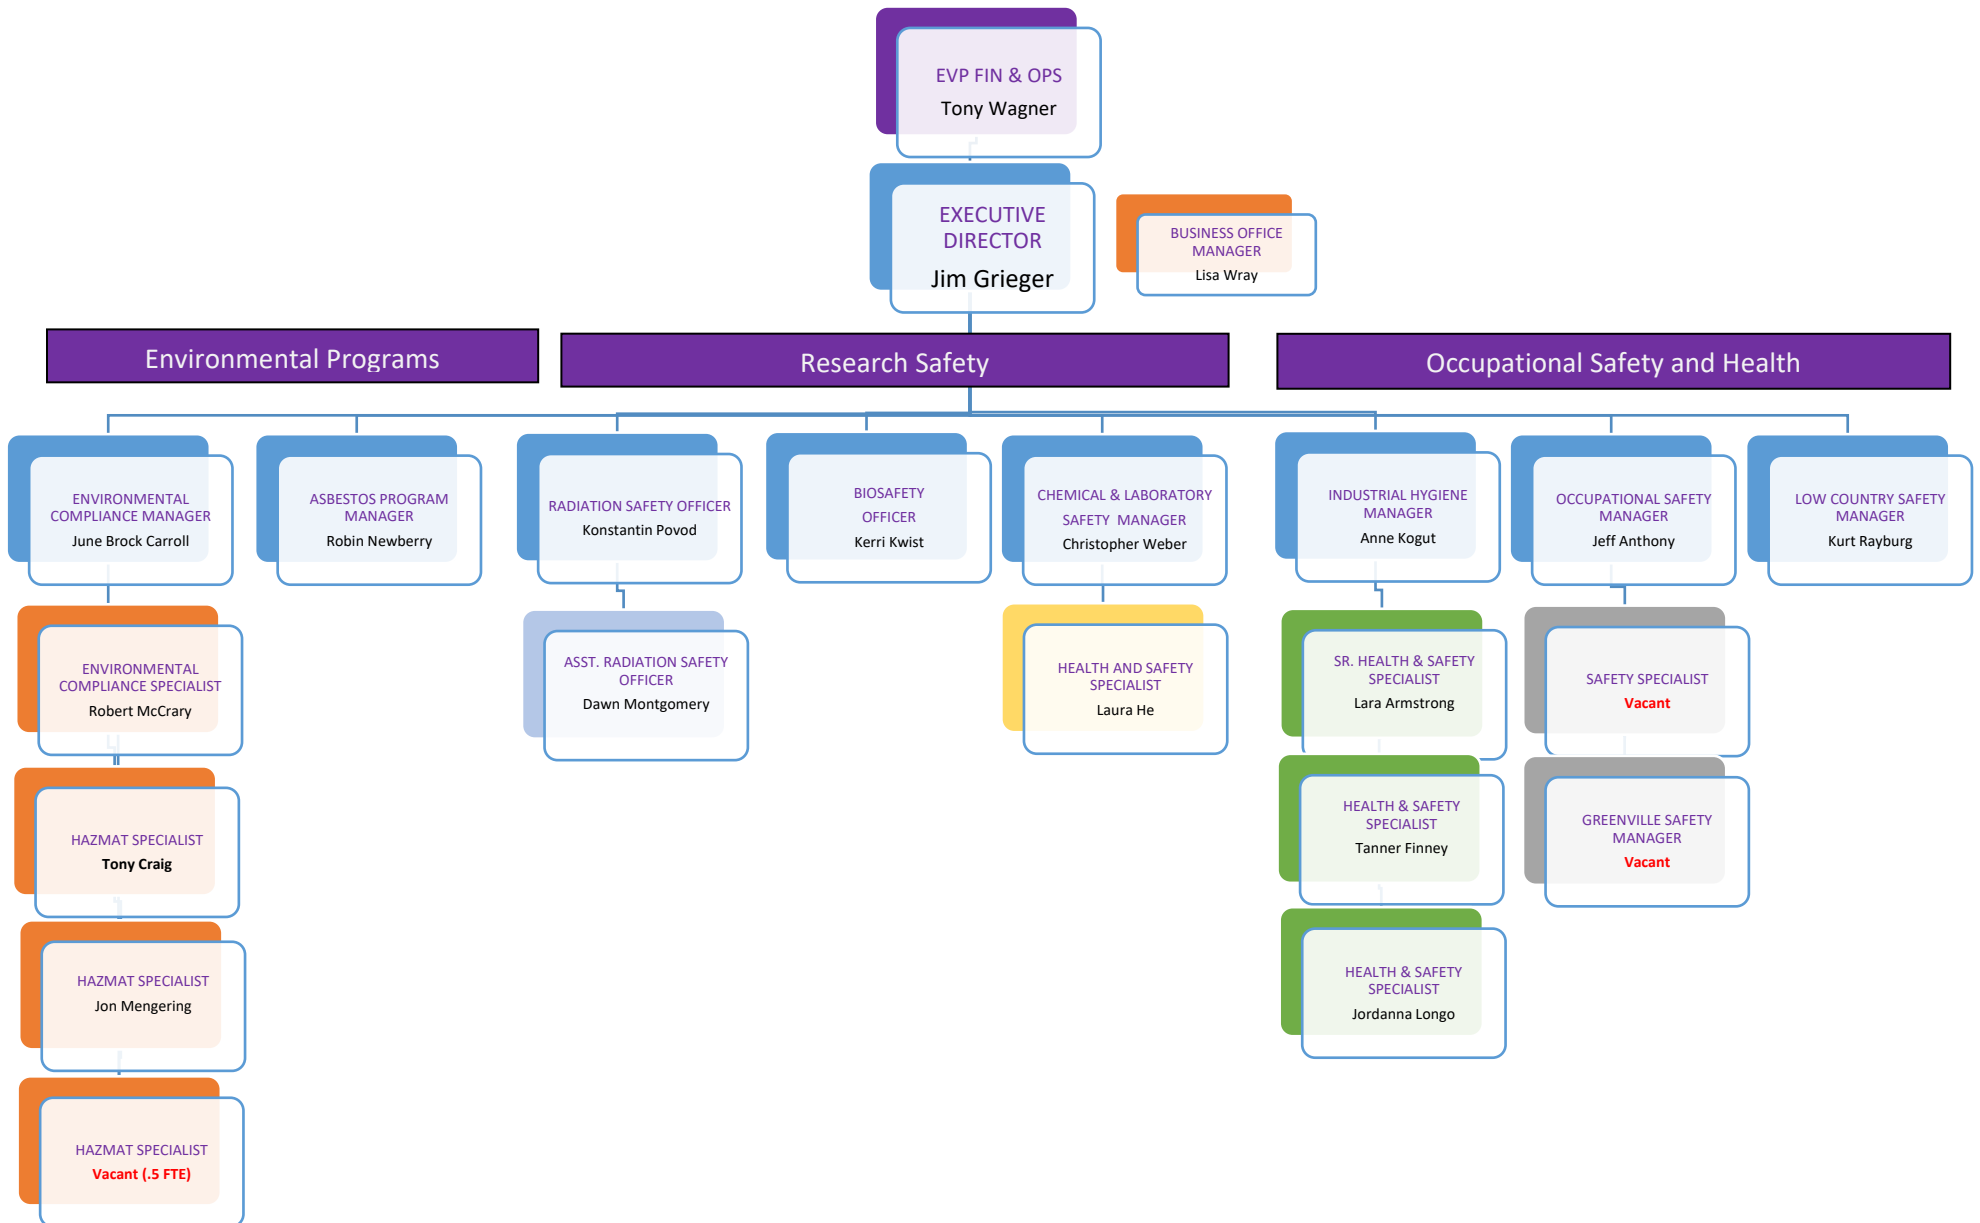 EVP FIN & OPS
Tony Wagner
EXECUTIVE
DIRECTOR
Jim Grieger
BUSINESS OFFICE
MANAGER
Lisa Wray
Environmental Programs
Research Safety
Occupational Safety and Health
ENVIRONMENTAL
COMPLIANCE MANAGER
June Brock Carroll
ASBESTOS PROGRAM
MANAGER
Robin Newberry
RADIATION SAFETY OFFICER
Konstantin Povod
BIOSAFETY
OFFICER
Kerri Kwist
CHEMICAL & LABORATORY
SAFETY MANAGER
Christopher Weber
INDUSTRIAL HYGIENE
MANAGER
Anne Kogut
OCCUPATIONAL SAFETY
MANAGER
Jeff Anthony
LOW COUNTRY SAFETY
MANAGER
Kurt Rayburg
ENVIRONMENTAL
COMPLIANCE SPECIALIST
Robert McCrary
ASST. RADIATION SAFETY
OFFICER
Dawn Montgomery
HEALTH AND SAFETY
SPECIALIST
Laura He
SR. HEALTH & SAFETY
SPECIALIST
Lara Armstrong
SAFETY SPECIALIST
Vacant
HAZMAT SPECIALIST
Tony Craig
HEALTH & SAFETY
SPECIALIST
Tanner Finney
GREENVILLE SAFETY
MANAGER
Vacant
HAZMAT SPECIALIST
Jon Mengering
HEALTH & SAFETY
SPECIALIST
Jordanna Longo
HAZMAT SPECIALIST
Vacant (.5 FTE)